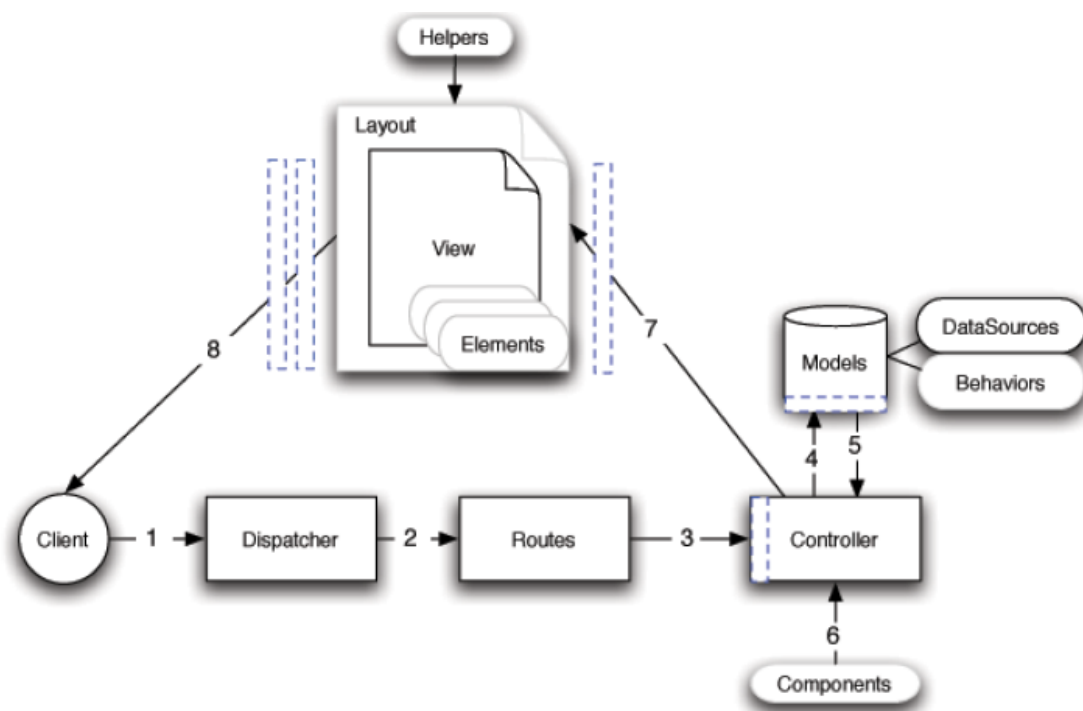 Helpers
Layout
View
Elements
8
7
DataSources
Models
Behaviors
4
5
Client
1
Dispatcher
2
Routes
3
Controller
6
Components